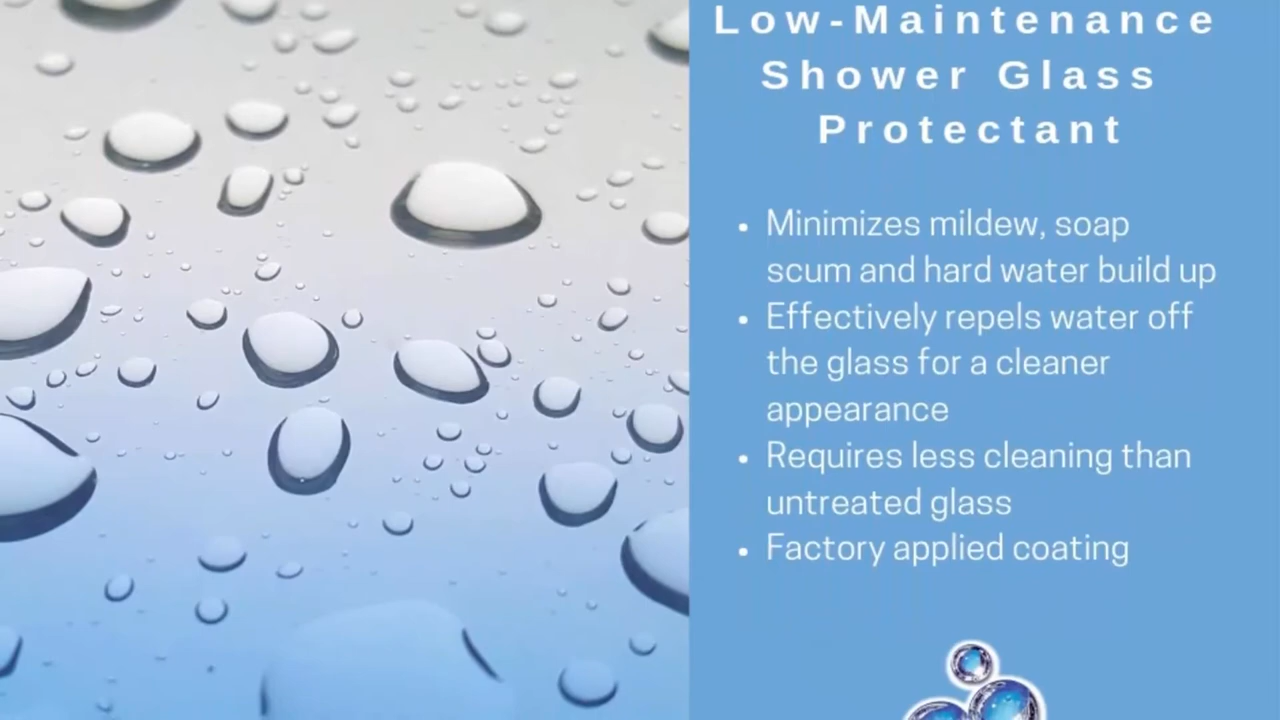 Low-Maintenance
Shower Glass
Protectant
• Minimizes mildew, soap
scum and hard water build up
• Effectively repels water off
the glass for a cleaner
appearance
• Requires less cleaning than
untreated glass
• Factory applied coating